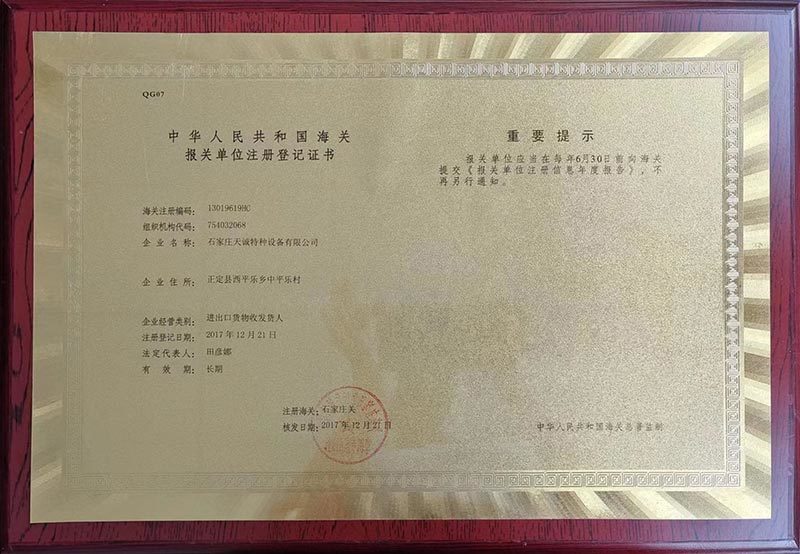 QG07
中华人民共和国海关
报关单位注册登记证书
海关注册编码： 13019619HC
组织机构代码： 754032068
企业名称： 石家庄天诚特种设备有限公司
企业住所： 正定县西平乐乡中平乐村
企业经营类别： 进出口货物收发货人
注册登记日期： 2017年12月21日
法定代表人： 田彦娜
有效期： 长期
注册海关： 石家庄关
核发日期： 2017年12月21日
重要提示
报关单位应当在每年6月30日前向海关
提交《报关单位注册信息年度报告》，不
再另行通知。
中华人民共和国海关总署监制